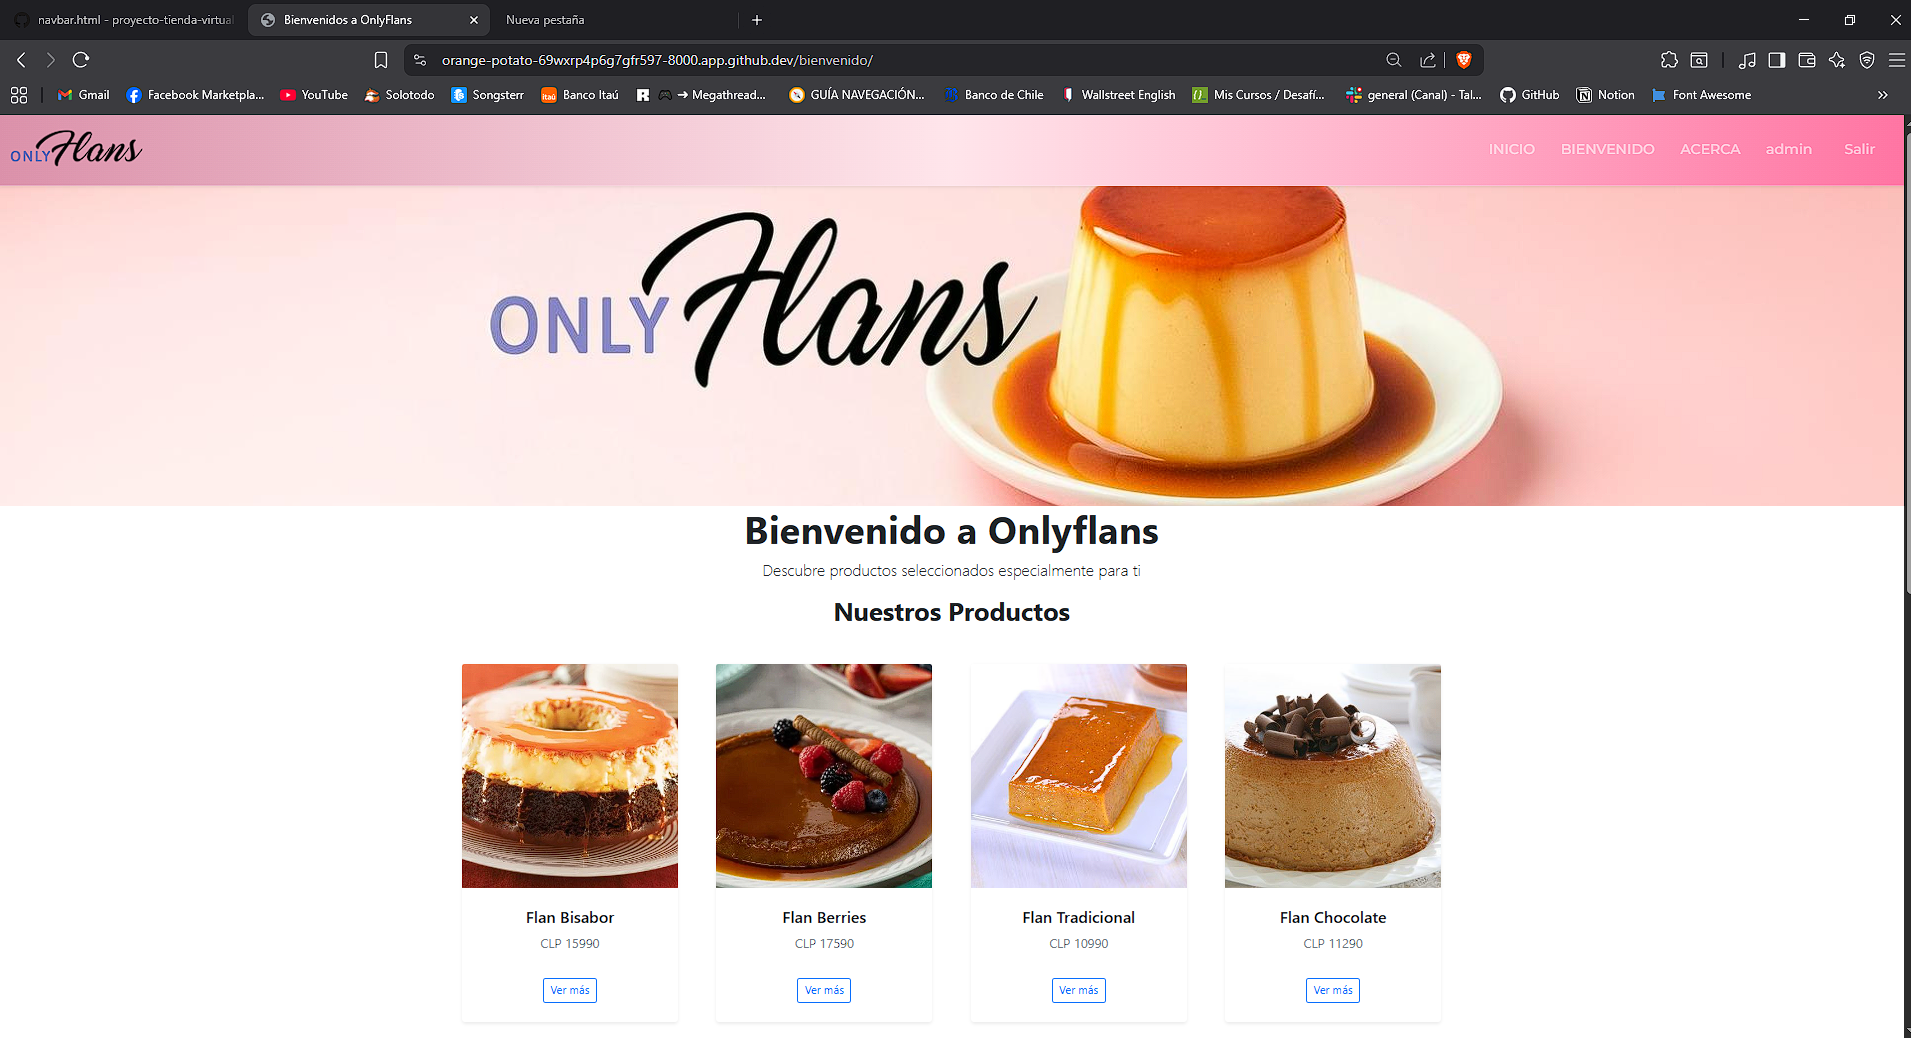 navbar.html - proyecto-tienda-virtual
Bienvenidos a OnlyFlans
Nueva pestaña
orange-potato-69wxrp4p6g7gfr597-8000.app.github.dev/bienvenido/
Gmail
Facebook Marketpla...
YouTube
Solotodo
Songsterr
Itaú
Banco Itaú
➜ Megathread...
GUÍA NAVEGACIÓN...
Banco de Chile
Wallstreet English
Mis Cursos / Desafí...
general (Canal) - Tal...
GitHub
Notion
Font Awesome
ONLY Flans
INICIO
BIENVENIDO
ACERCA
admin
Salir
ONLY Flans
Bienvenido a Onlyflans
Descubre productos seleccionados especialmente para ti
Nuestros Productos
Flan Bisabor
CLP 15990
Ver más
Flan Berries
CLP 17590
Ver más
Flan Tradicional
CLP 10990
Ver más
Flan Chocolate
CLP 11290
Ver más